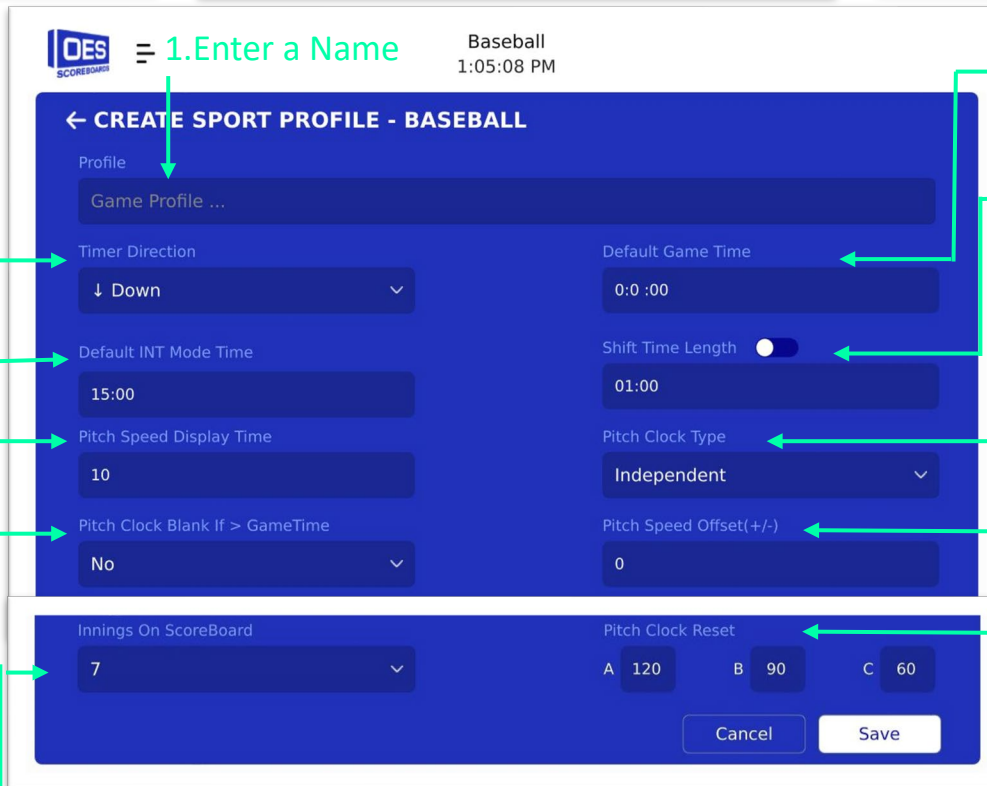 OES
SCOREBOARDS
1.Enter a Name
Baseball
1:05:08 PM
← CREATE SPORT PROFILE - BASEBALL
Profile
Game Profile ...
Timer Direction
Default Game Time
↓ Down
0:0 :00
Default INT Mode Time
Shift Time Length
15:00
01:00
Pitch Speed Display Time
Pitch Clock Type
10
Independent
Pitch Clock Blank If > GameTime
Pitch Speed Offset(+/-)
No
0
Innings On ScoreBoard
Pitch Clock Reset
7
A 120 B 90 C 60
Cancel Save